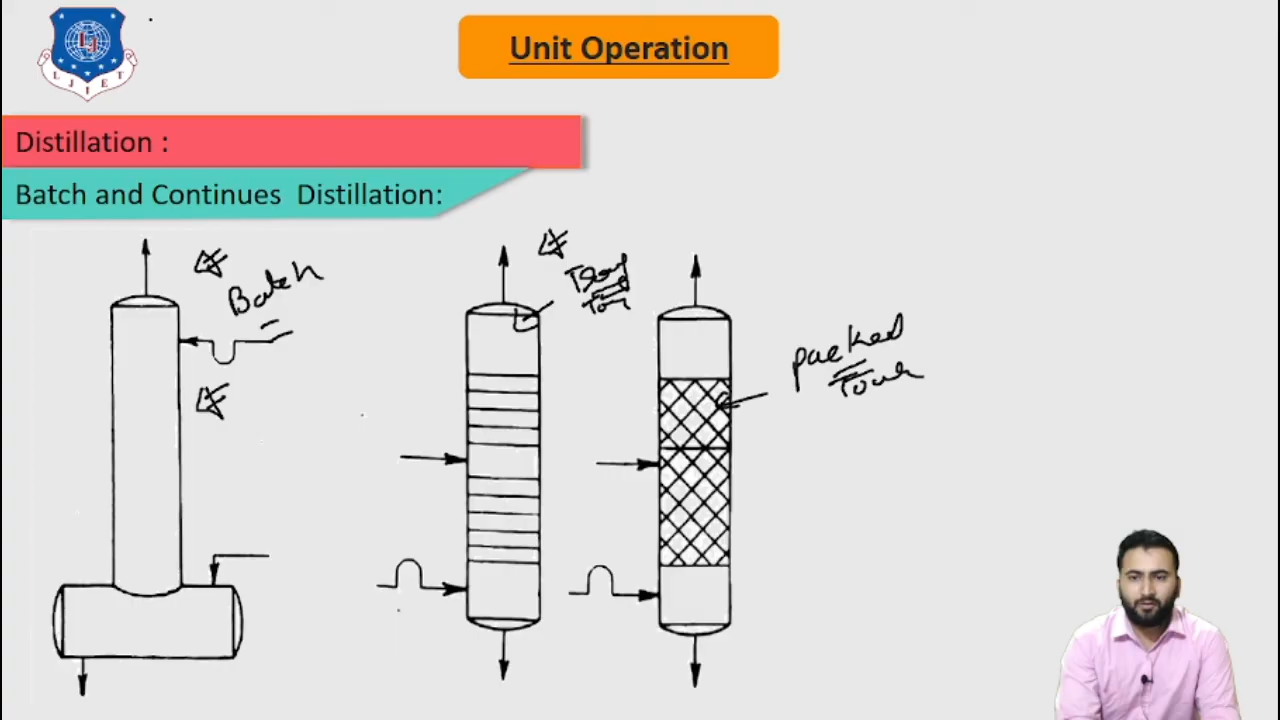 L J I E T
Unit Operation
Distillation :
Batch and Continues Distillation:
Batch
packed
Tower